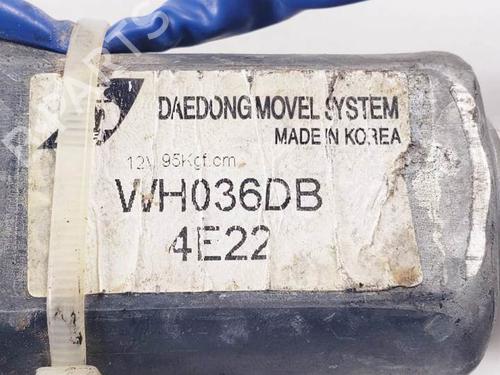 DAEDONG MOVEL SYSTEM
MADE IN KOREA
12V 95Kgf.cm
WH036DB
4E22